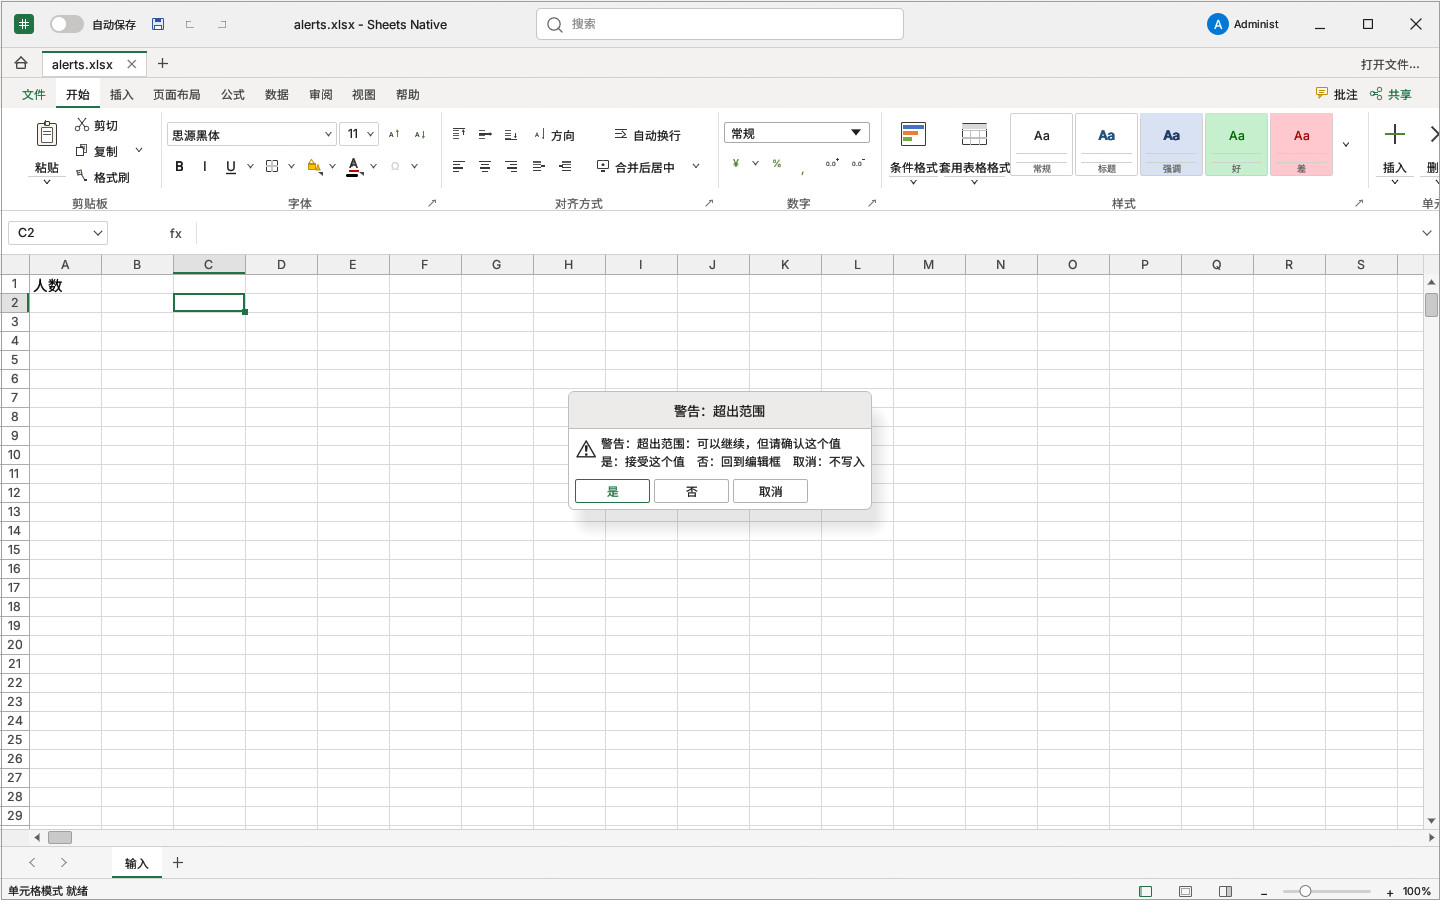 自动保存
alerts.xlsx - Sheets Native
搜索
A
Administ
alerts.xlsx
打开文件...
文件 开始 插入 页面布局 公式 数据 审阅 视图 帮助
批注 共享
粘贴
剪切
复制
格式刷
剪贴板
思源黑体
11
B I U
A
字体
方向
自动换行
合并后居中
对齐方式
常规
¥ % ,
数字
条件格式
套用表格格式
Aa 常规
Aa 标题
Aa 强调
Aa 好
Aa 差
样式
插入
C2
fx
A B C D E F G H I J K L M N O P Q R S
1 人数
2
3
4
5
6
7
8
9
10
11
12
13
14
15
16
17
18
19
20
21
22
23
24
25
26
27
28
29
警告：超出范围
警告：超出范围：可以继续，但请确认这个值
是：接受这个值 否：回到编辑框 取消：不写入
是 否 取消
输入
单元格模式 就绪
100%